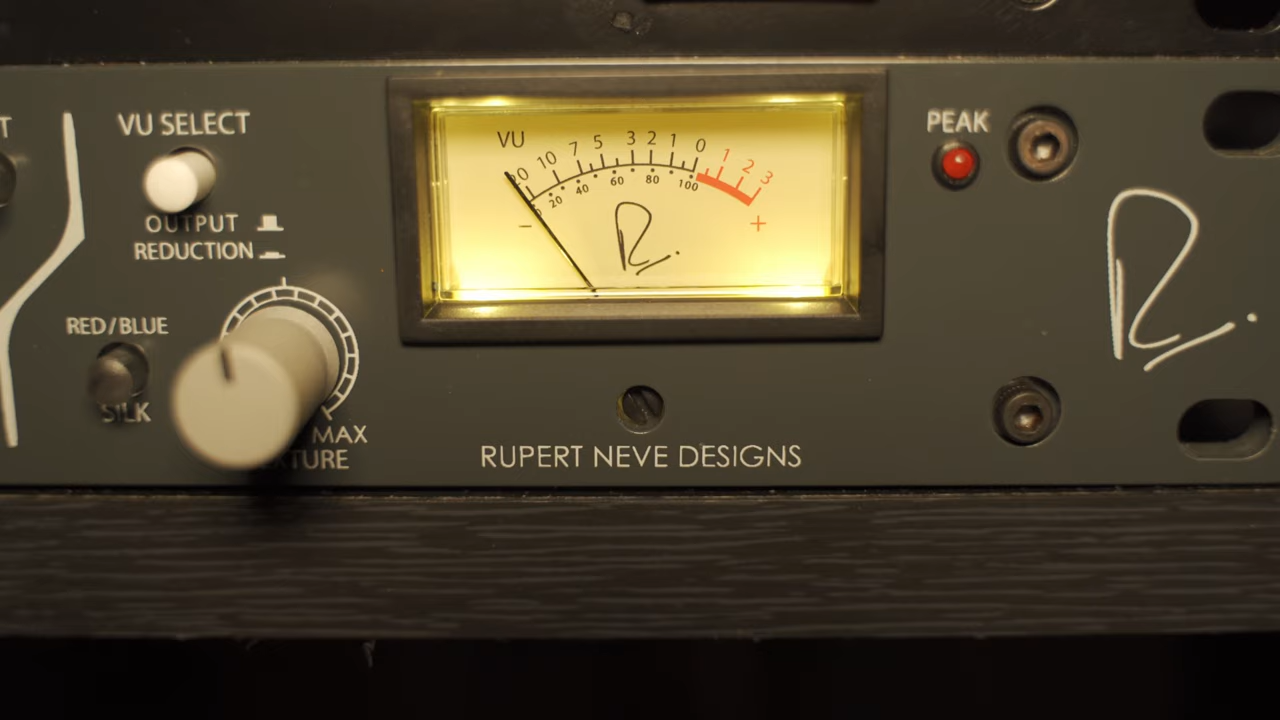 VU SELECT
OUTPUT
REDUCTION
RED/BLUE
SILK
MAX
VU
20 10 7 5 3 2 1 0 1 2 3
20 40 60 80 100
- +
R.
PEAK
R.
RUPERT NEVE DESIGNS